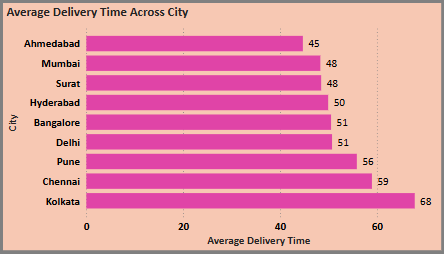 Average Delivery Time Across City
City
Ahmedabad 45
Mumbai 48
Surat 48
Hyderabad 50
Bangalore 51
Delhi 51
Pune 56
Chennai 59
Kolkata 68
0 20 40 60
Average Delivery Time